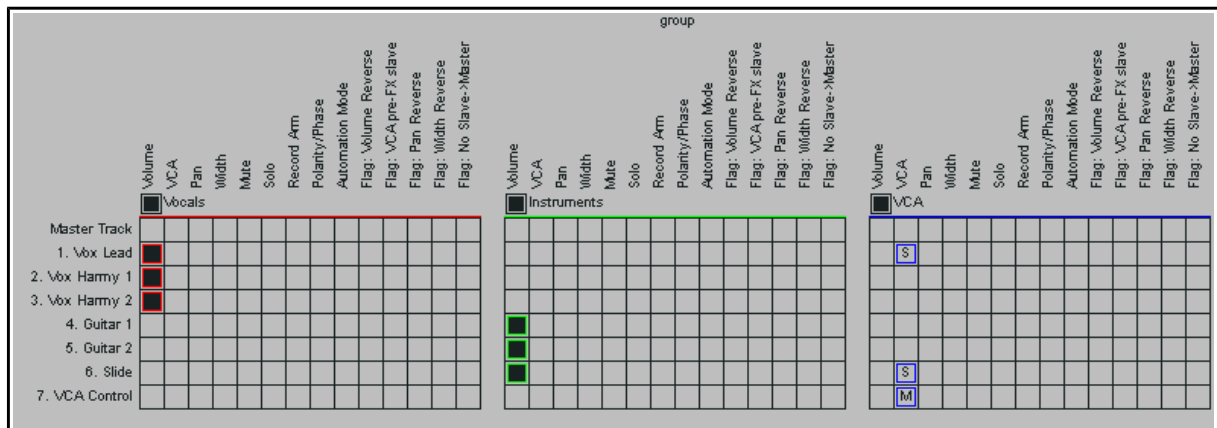 group
Volume VCA Pan Width Mute Solo Record Arm Polarity/Phase Automation Mode Flag: Volume Reverse Flag: VCA pre-FX slave Flag: Pan Reverse Flag: Width Reverse Flag: No Slave->Master
Volume VCA Pan Width Mute Solo Record Arm Polarity/Phase Automation Mode Flag: Volume Reverse Flag: VCA pre-FX slave Flag: Pan Reverse Flag: Width Reverse Flag: No Slave->Master
Volume VCA Pan Width Mute Solo Record Arm Polarity/Phase Automation Mode Flag: Volume Reverse Flag: VCA pre-FX slave Flag: Pan Reverse Flag: Width Reverse Flag: No Slave->Master
Vocals Instruments VCA
Master Track
1. Vox Lead S
2. Vox Harmy 1
3. Vox Harmy 2
4. Guitar 1
5. Guitar 2
6. Slide S
7. VCA Control M